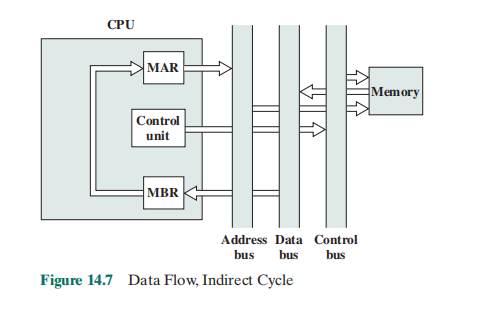 CPU
MAR
Memory
Control
unit
MBR
Address Data Control
bus bus bus
Figure 14.7 Data Flow, Indirect Cycle